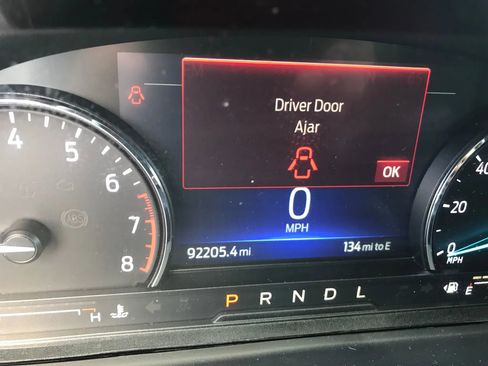 Driver Door
Ajar
OK
4
5
6
7
8
ABS
0
MPH
92205.4 mi
134 mi to E
40
20
0
MPH
P R N D L
H
E